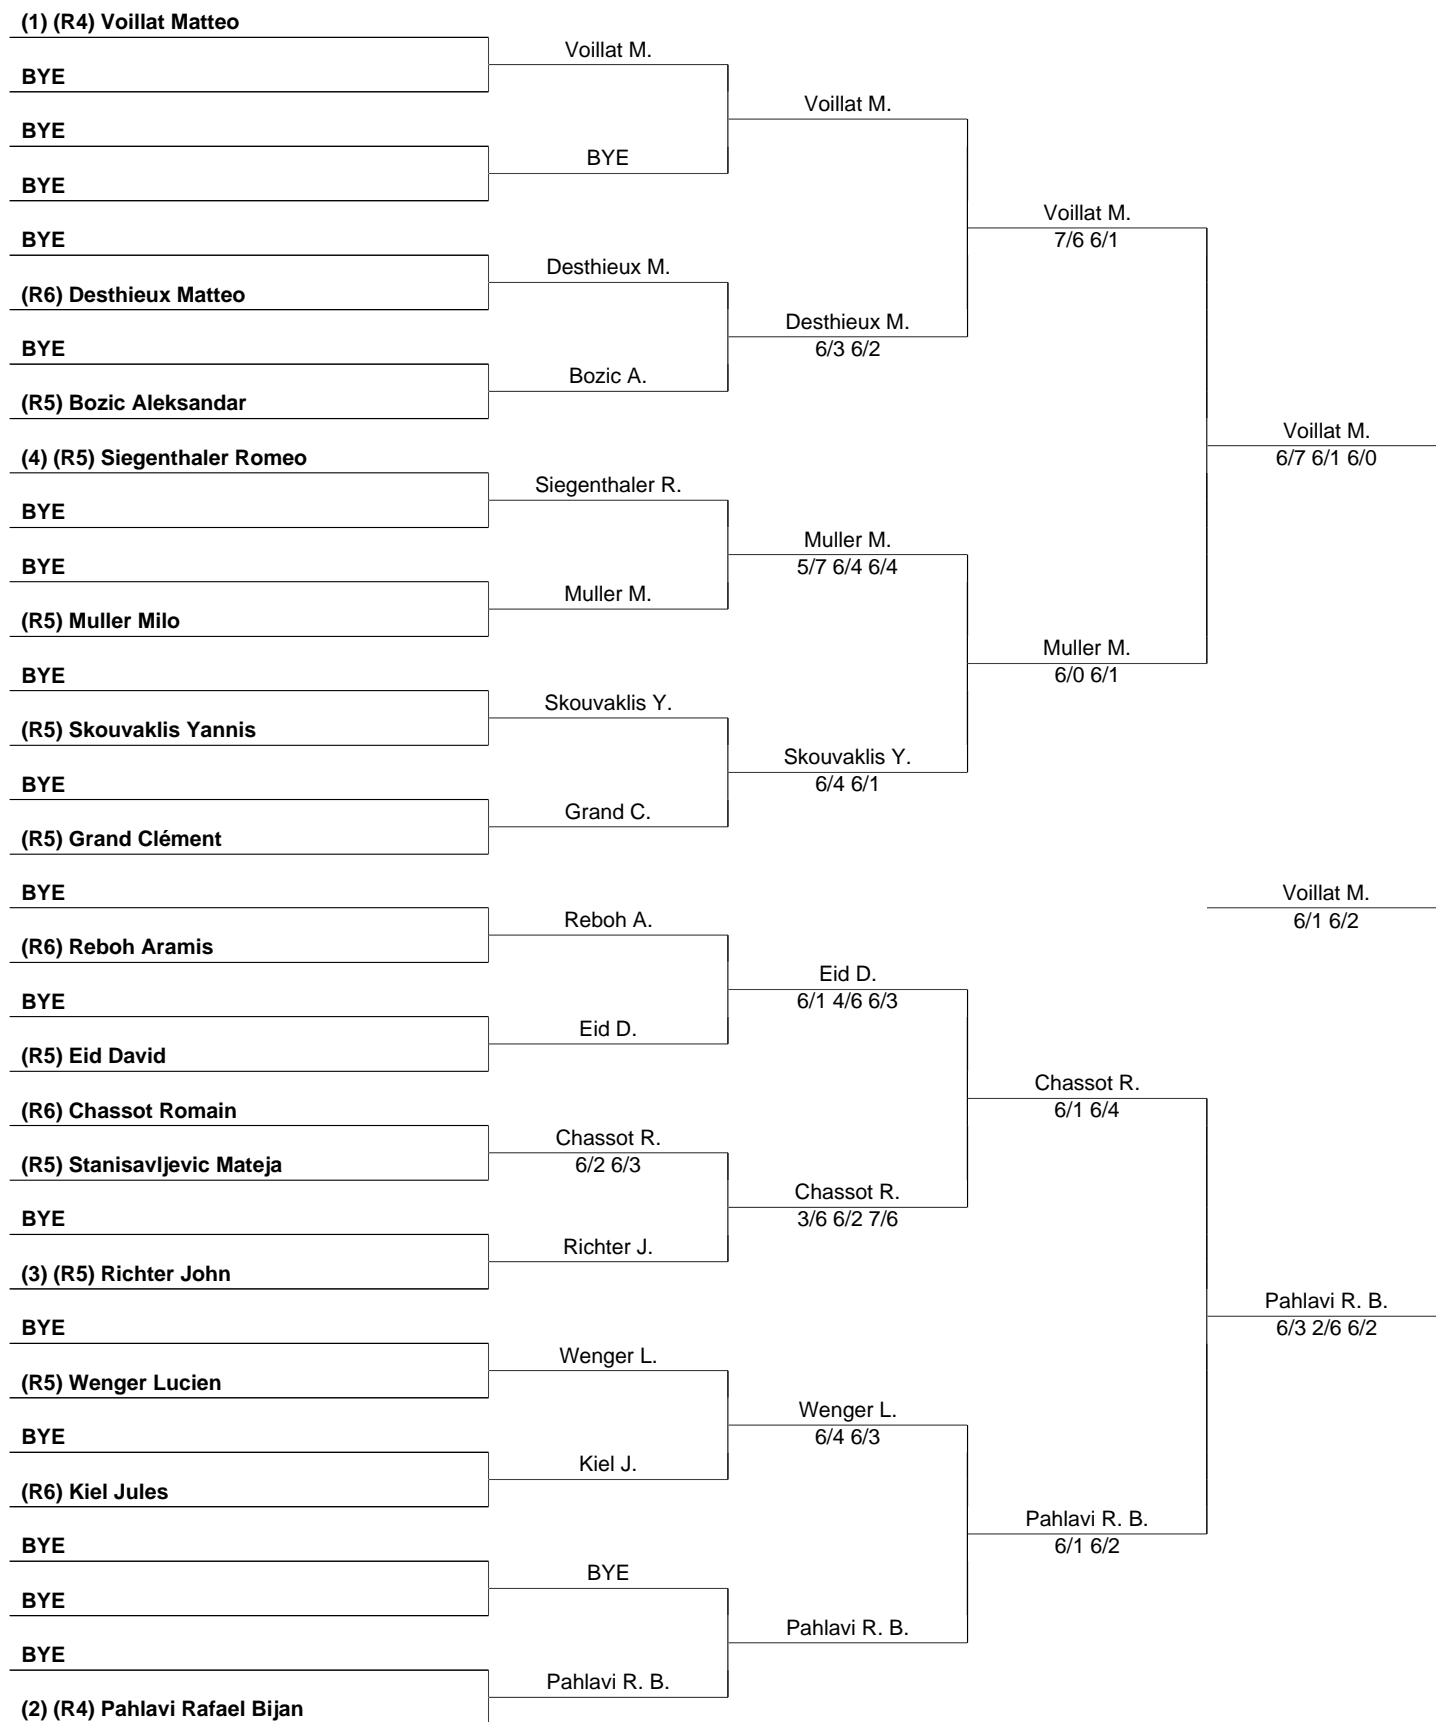 (1) (R4) Voillat Matteo
BYE
BYE
BYE
BYE
(R6) Desthieux Matteo
BYE
(R5) Bozic Aleksandar
(4) (R5) Siegenthaler Romeo
BYE
BYE
(R5) Muller Milo
BYE
(R5) Skouvaklis Yannis
BYE
(R5) Grand Clément
BYE
(R6) Reboh Aramis
BYE
(R5) Eid David
(R6) Chassot Romain
(R5) Stanisavljevic Mateja
BYE
(3) (R5) Richter John
BYE
(R5) Wenger Lucien
BYE
(R6) Kiel Jules
BYE
BYE
BYE
(2) (R4) Pahlavi Rafael Bijan
Voillat M.
BYE
Desthieux M.
Bozic A.
Siegenthaler R.
Muller M.
Skouvaklis Y.
Grand C.
Reboh A.
Eid D.
Chassot R.
6/2 6/3
Richter J.
Wenger L.
Kiel J.
BYE
Pahlavi R. B.
Voillat M.
Desthieux M.
6/3 6/2
Muller M.
5/7 6/4 6/4
Skouvaklis Y.
6/4 6/1
Eid D.
6/1 4/6 6/3
Chassot R.
3/6 6/2 7/6
Wenger L.
6/4 6/3
Pahlavi R. B.
Voillat M.
7/6 6/1
Muller M.
6/0 6/1
Chassot R.
6/1 6/4
Pahlavi R. B.
6/1 6/2
Voillat M.
6/7 6/1 6/0
Voillat M.
6/1 6/2
Pahlavi R. B.
6/3 2/6 6/2